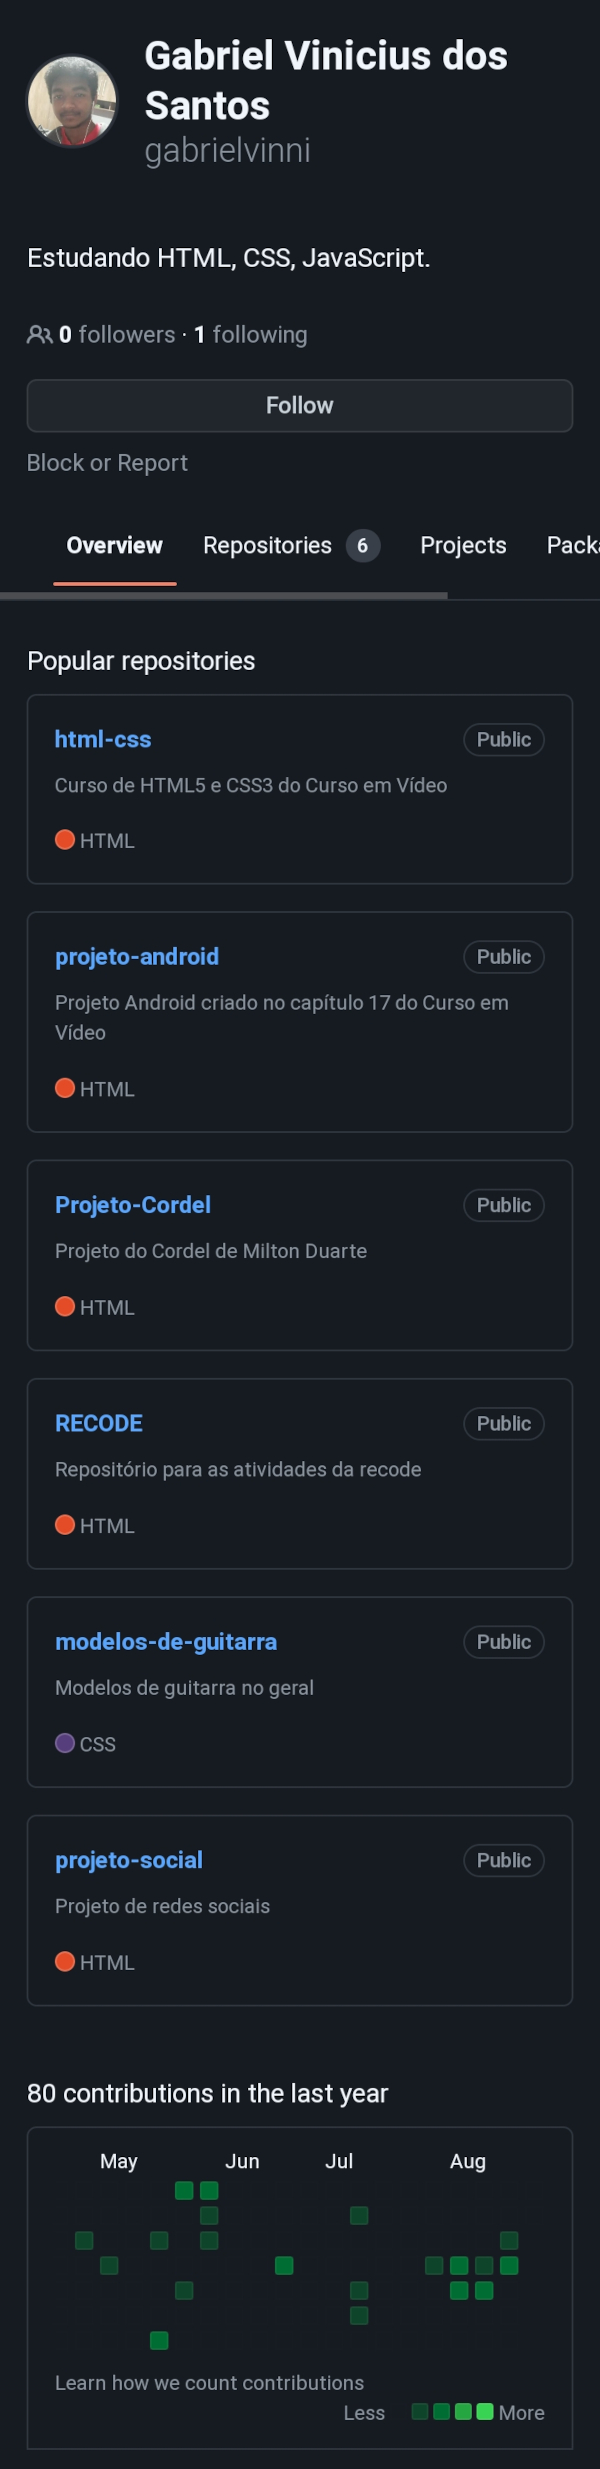 Gabriel Vinicius dos
Santos
gabrielvinni
Estudando HTML, CSS, JavaScript.
0 followers · 1 following
Follow
Block or Report
Overview Repositories 6 Projects Packa
Popular repositories
html-css Public
Curso de HTML5 e CSS3 do Curso em Vídeo
HTML
projeto-android Public
Projeto Android criado no capítulo 17 do Curso em
Vídeo
HTML
Projeto-Cordel Public
Projeto do Cordel de Milton Duarte
HTML
RECODE Public
Repositório para as atividades da recode
HTML
modelos-de-guitarra Public
Modelos de guitarra no geral
CSS
projeto-social Public
Projeto de redes sociais
HTML
80 contributions in the last year
May Jun Jul Aug
Learn how we count contributions
Less More